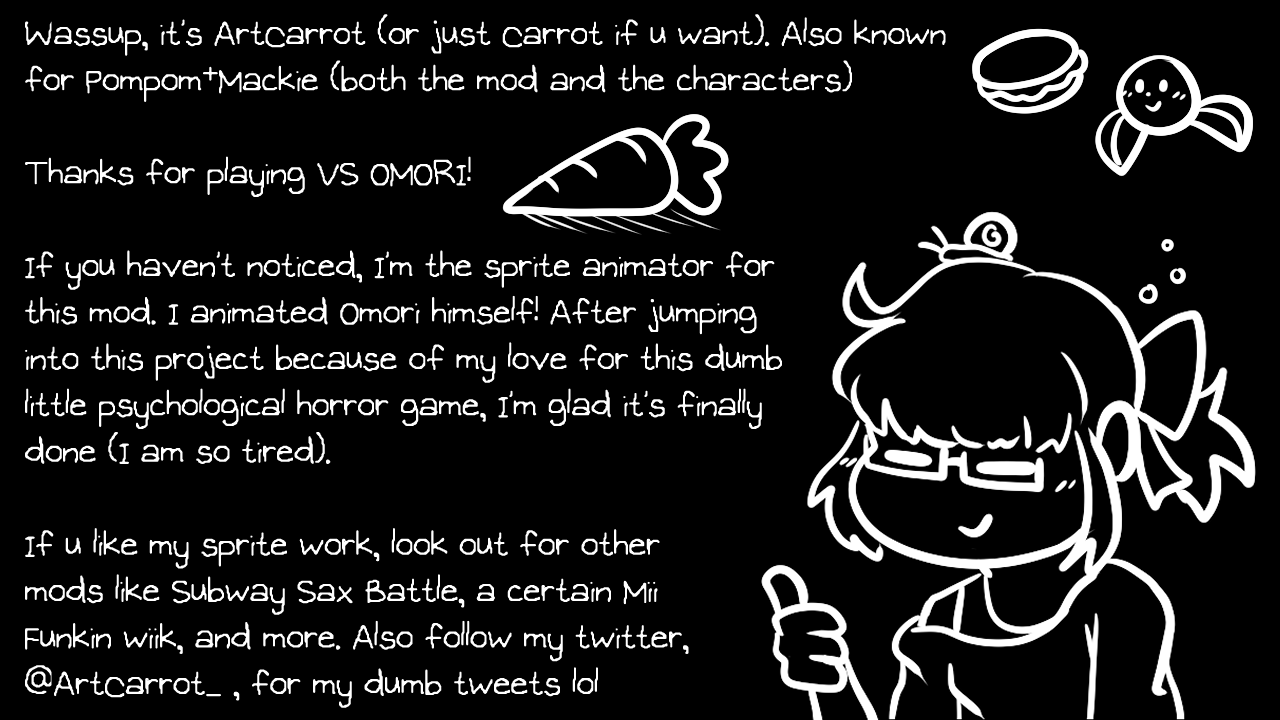 Wassup, it's ArtCarrot (or just carrot if u want). Also known
for Pompom+Mackie (both the mod and the characters)
Thanks for playing VS OMORI!
If you haven't noticed, I'm the sprite animator for
this mod. I animated Omori himself! After jumping
into this project because of my love for this dumb
little psychological horror game, I'm glad it's finally
done (I am so tired).
If u like my sprite work, look out for other
mods like Subway Sax Battle, a certain Mii
Funkin wiik, and more. Also follow my twitter,
@ArtCarrot_ , for my dumb tweets lol